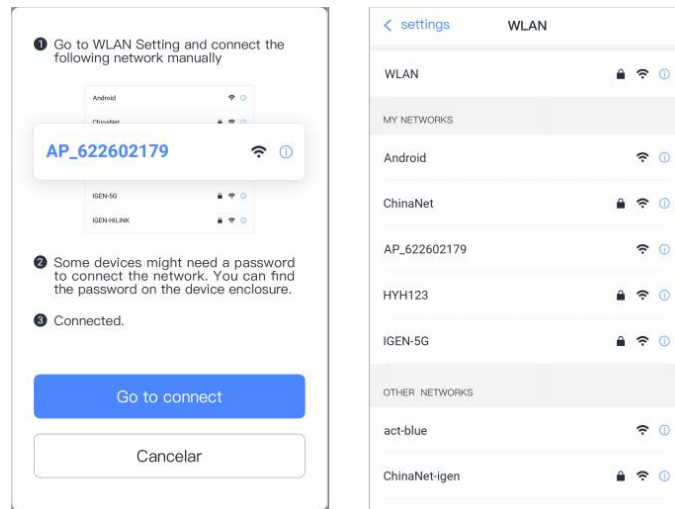 1 Go to WLAN Setting and connect the
following network manually
Android
ChinaNet
AP_622602179
IGEN-5G
IGEN-HILINK
2 Some devices might need a password
to connect the network. You can find
the password on the device enclosure.
3 Connected.
Go to connect
Cancelar
< settings WLAN
WLAN
MY NETWORKS
Android
ChinaNet
AP_622602179
HYH123
IGEN-5G
OTHER NETWORKS
act-blue
ChinaNet-igen